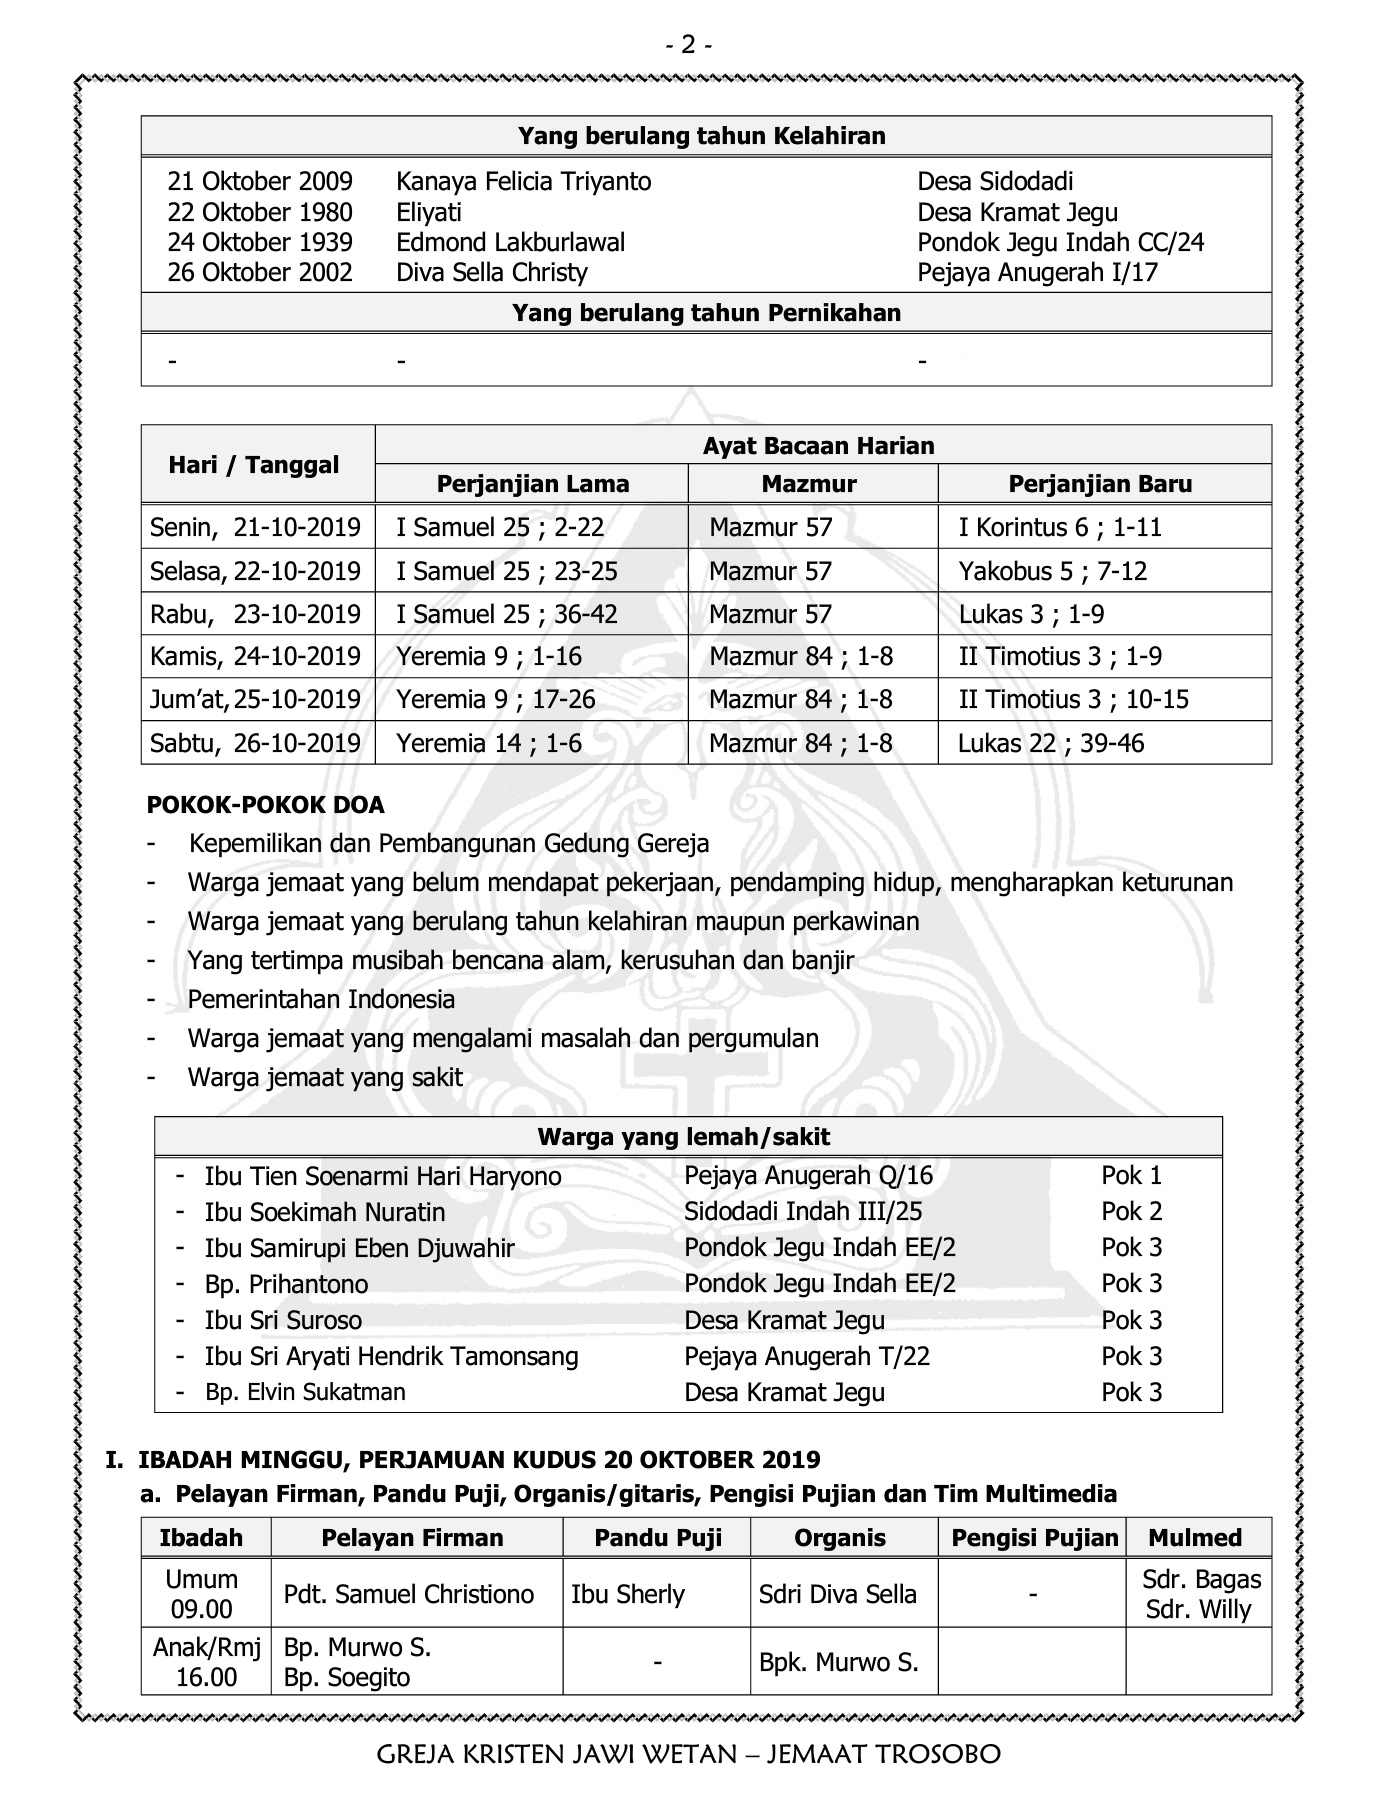 - 2 -
Yang berulang tahun Kelahiran
21 Oktober 2009 Kanaya Felicia Triyanto Desa Sidodadi
22 Oktober 1980 Eliyati Desa Kramat Jegu
24 Oktober 1939 Edmond Lakburlawal Pondok Jegu Indah CC/24
26 Oktober 2002 Diva Sella Christy Pejaya Anugerah I/17
Yang berulang tahun Pernikahan
- - -
Hari / Tanggal Ayat Bacaan Harian
Perjanjian Lama Mazmur Perjanjian Baru
Senin, 21-10-2019 I Samuel 25 ; 2-22 Mazmur 57 I Korintus 6 ; 1-11
Selasa, 22-10-2019 I Samuel 25 ; 23-25 Mazmur 57 Yakobus 5 ; 7-12
Rabu, 23-10-2019 I Samuel 25 ; 36-42 Mazmur 57 Lukas 3 ; 1-9
Kamis, 24-10-2019 Yeremia 9 ; 1-16 Mazmur 84 ; 1-8 II Timotius 3 ; 1-9
Jum’at, 25-10-2019 Yeremia 9 ; 17-26 Mazmur 84 ; 1-8 II Timotius 3 ; 10-15
Sabtu, 26-10-2019 Yeremia 14 ; 1-6 Mazmur 84 ; 1-8 Lukas 22 ; 39-46
POKOK-POKOK DOA
- Kepemilikan dan Pembangunan Gedung Gereja
- Warga jemaat yang belum mendapat pekerjaan, pendamping hidup, mengharapkan keturunan
- Warga jemaat yang berulang tahun kelahiran maupun perkawinan
- Yang tertimpa musibah bencana alam, kerusuhan dan banjir
- Pemerintahan Indonesia
- Warga jemaat yang mengalami masalah dan pergumulan
- Warga jemaat yang sakit
Warga yang lemah/sakit
- Ibu Tien Soenarmi Hari Haryono Pejaya Anugerah Q/16 Pok 1
- Ibu Soekimah Nuratin Sidodadi Indah III/25 Pok 2
- Ibu Samirupi Eben Djuwahir Pondok Jegu Indah EE/2 Pok 3
- Bp. Prihantono Pondok Jegu Indah EE/2 Pok 3
- Ibu Sri Suroso Desa Kramat Jegu Pok 3
- Ibu Sri Aryati Hendrik Tamonsang Pejaya Anugerah T/22 Pok 3
- Bp. Elvin Sukatman Desa Kramat Jegu Pok 3
I. IBADAH MINGGU, PERJAMUAN KUDUS 20 OKTOBER 2019
a. Pelayan Firman, Pandu Puji, Organis/gitaris, Pengisi Pujian dan Tim Multimedia
Ibadah Pelayan Firman Pandu Puji Organis Pengisi Pujian Mulmed
Umum 09.00 Pdt. Samuel Christiono Ibu Sherly Sdri Diva Sella - Sdr. Bagas Sdr. Willy
Anak/Rmj 16.00 Bp. Murwo S. Bp. Soegito - Bpk. Murwo S.
GREJA KRISTEN JAWI WETAN – JEMAAT TROSOBO